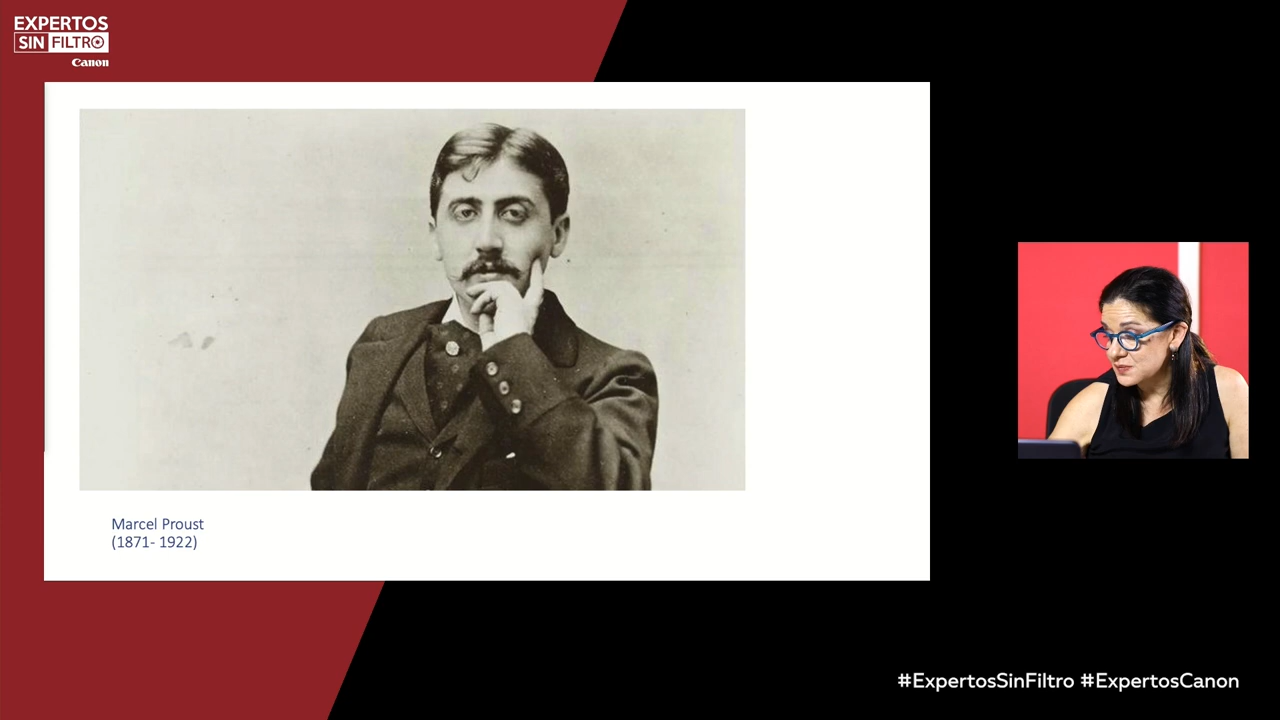 EXPERTOS
SIN FILTRO
Canon
Marcel Proust
(1871- 1922)
#ExpertosSinFiltro #ExpertosCanon